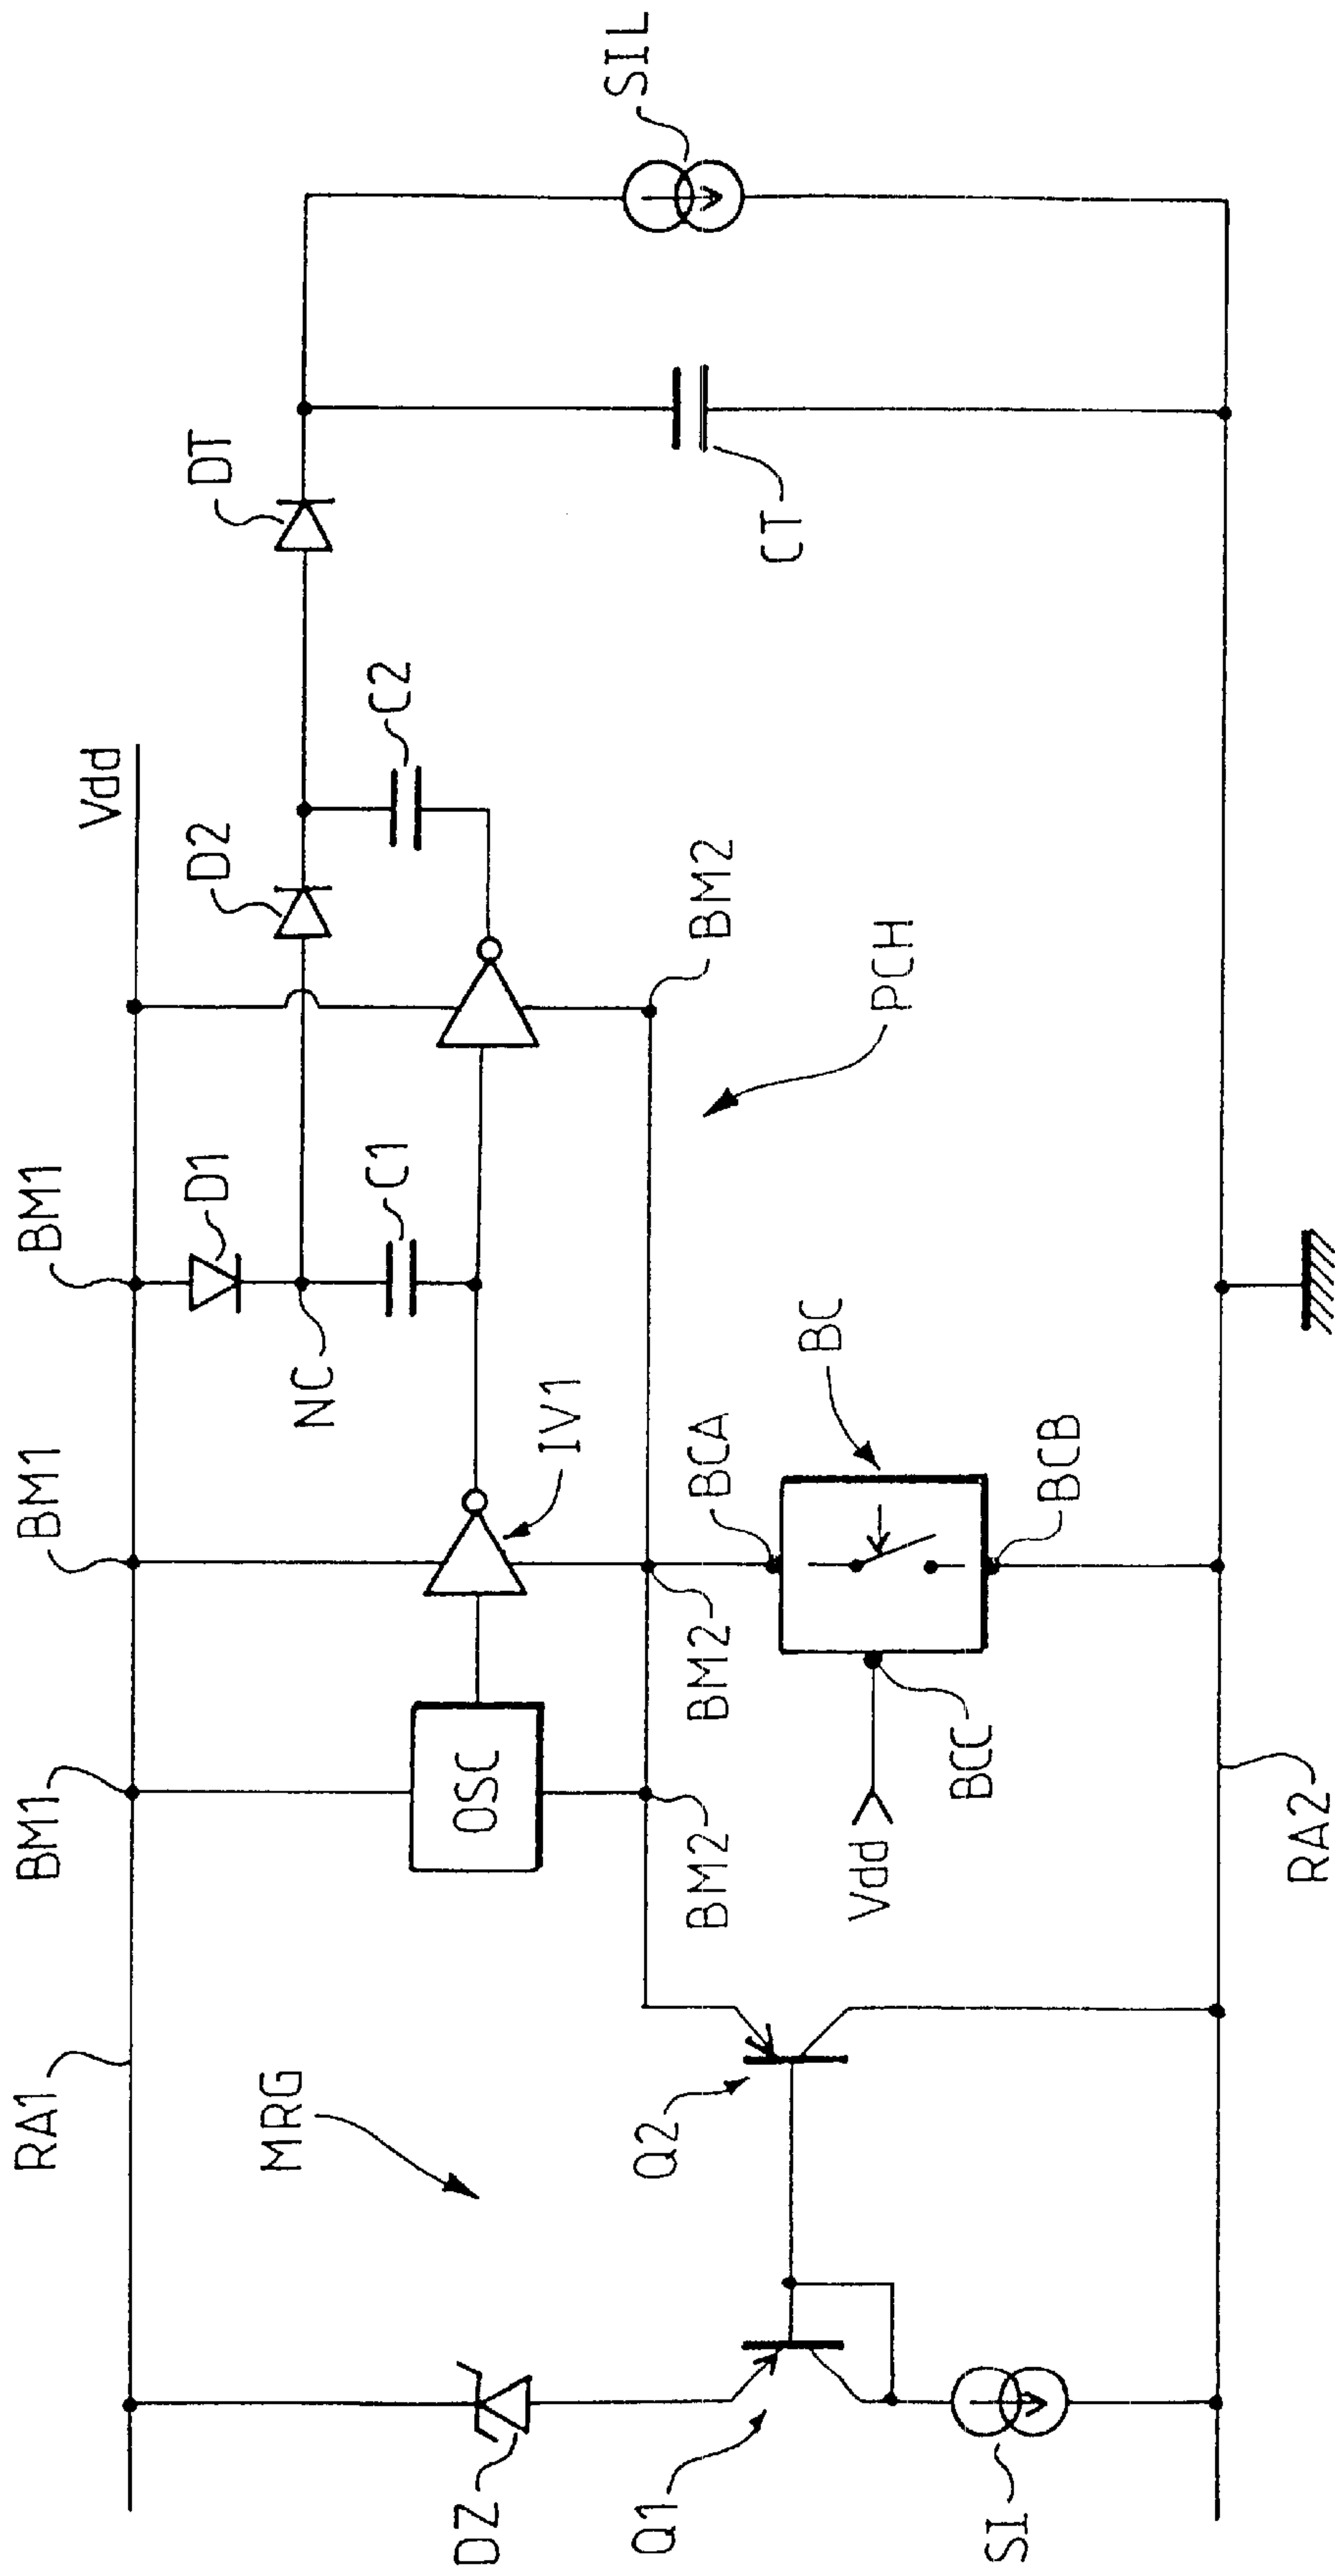 RA1
BM1
BM1
BM1
Vdd
MRG
D1
D2
DT
NC
C1
C2
OSC
IV1
BM2
BM2
BM2
SIL
DZ
Q1
Q2
BCA
BC
PCH
CT
Vdd
BCC
BCB
SI
RA2